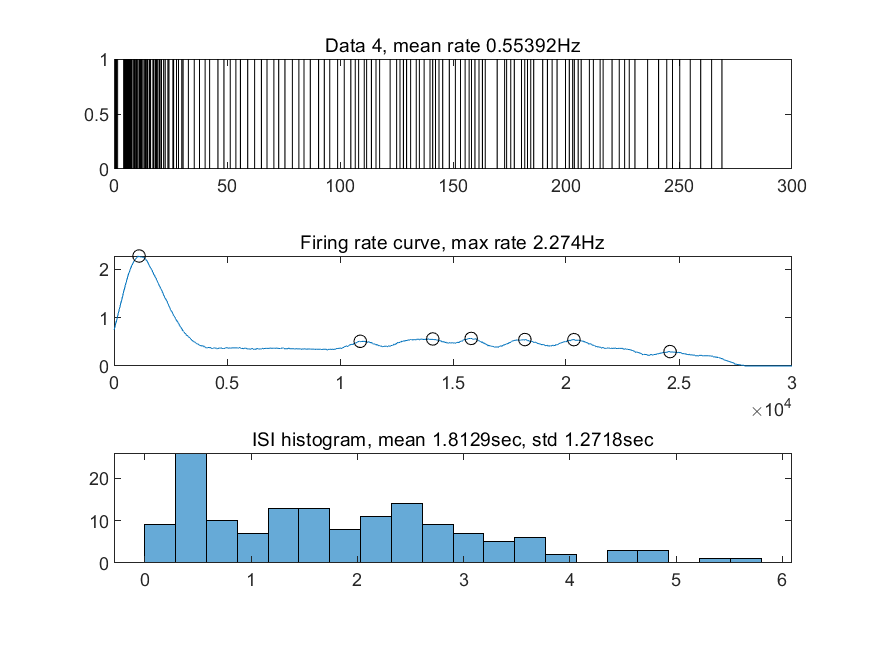 Data 4, mean rate 0.55392Hz
1
0.5
0
0 50 100 150 200 250 300
Firing rate curve, max rate 2.274Hz
2
1
0
0 0.5 1 1.5 2 2.5 3
×10⁴
ISI histogram, mean 1.8129sec, std 1.2718sec
20
10
0
0 1 2 3 4 5 6